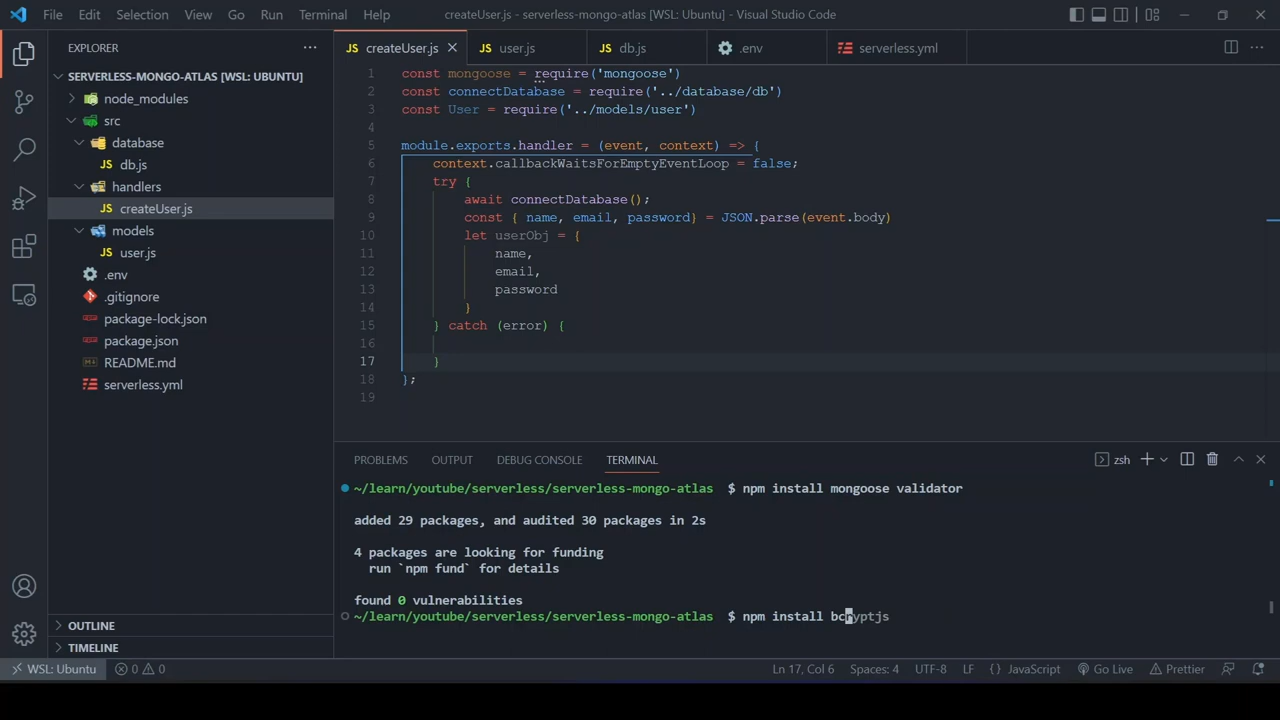 File Edit Selection View Go Run Terminal Help
createUser.js - serverless-mongo-atlas [WSL: Ubuntu] - Visual Studio Code
EXPLORER
SERVERLESS-MONGO-ATLAS [WSL: UBUNTU]
node_modules
src
database
JS db.js
handlers
JS createUser.js
models
JS user.js
.env
.gitignore
package-lock.json
package.json
README.md
serverless.yml
OUTLINE
TIMELINE
JS createUser.js
JS user.js
JS db.js
.env
serverless.yml
1 const mongoose = require('mongoose')
2 const connectDatabase = require('../database/db')
3 const User = require('../models/user')
4
5 module.exports.handler = (event, context) => {
6 context.callbackWaitsForEmptyEventLoop = false;
7 try {
8 await connectDatabase();
9 const { name, email, password} = JSON.parse(event.body)
10 let userObj = {
11 name,
12 email,
13 password
14 }
15 } catch (error) {
16
17 }
18 };
19
PROBLEMS OUTPUT DEBUG CONSOLE TERMINAL
zsh
~/learn/youtube/serverless/serverless-mongo-atlas $ npm install mongoose validator
added 29 packages, and audited 30 packages in 2s
4 packages are looking for funding
run `npm fund` for details
found 0 vulnerabilities
~/learn/youtube/serverless/serverless-mongo-atlas $ npm install bcryptjs
WSL: Ubuntu 0 0 Ln 17, Col 6 Spaces: 4 UTF-8 LF {} JavaScript Go Live Prettier